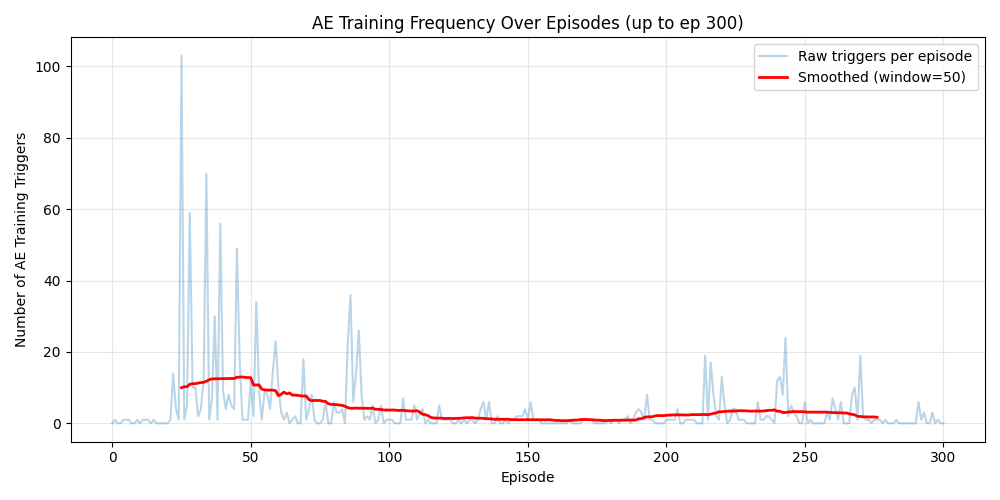 AE Training Frequency Over Episodes (up to ep 300)
Raw triggers per episode
Smoothed (window=50)
Number of AE Training Triggers
100
80
60
40
20
0
0 50 100 150 200 250 300
Episode